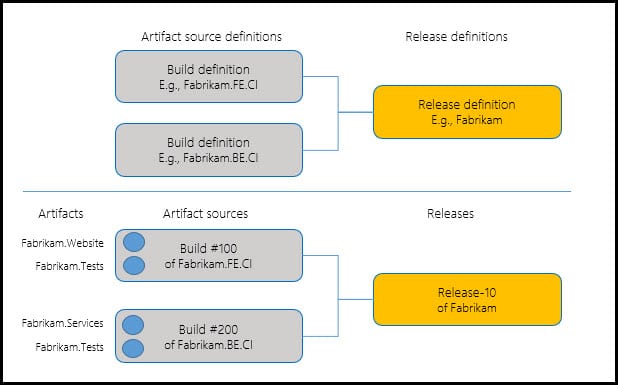 Artifact source definitions
Release definitions
Build definition
E.g., Fabrikam.FE.CI
Release definition
E.g., Fabrikam
Build definition
E.g., Fabrikam.BE.CI
Artifacts
Artifact sources
Releases
Fabrikam.Website
Fabrikam.Tests
Build #100
of Fabrikam.FE.CI
Release-10
of Fabrikam
Fabrikam.Services
Fabrikam.Tests
Build #200
of Fabrikam.BE.CI